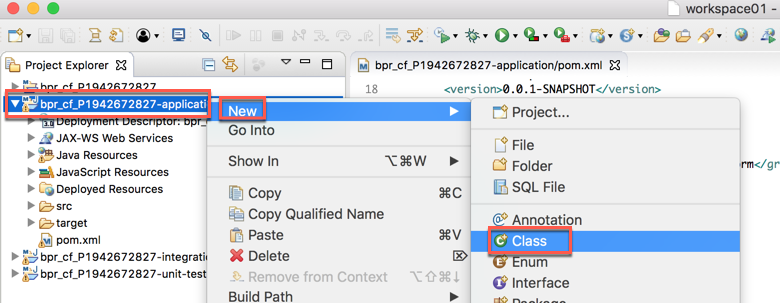 workspace01 -
Project Explorer
bpr_cf_P1942672827-application/pom.xml
bpr_cf_P1942672827
18 <version>0.0.1-SNAPSHOT</version>
bpr_cf_P1942672827-applicati
Deployment Descriptor: bpr_
JAX-WS Web Services
Java Resources
JavaScript Resources
Deployed Resources
src
target
pom.xml
bpr_cf_P1942672827-integration
bpr_cf_P1942672827-unit-test
New
Go Into
Show In ⌥⌘W
Copy ⌘C
Copy Qualified Name
Paste ⌘V
Delete ⌦
Remove from Context ⌥⇧⌘↓
Build Path
Project...
File
Folder
SQL File
Annotation
Class
Enum
Interface
Package
orm</gr